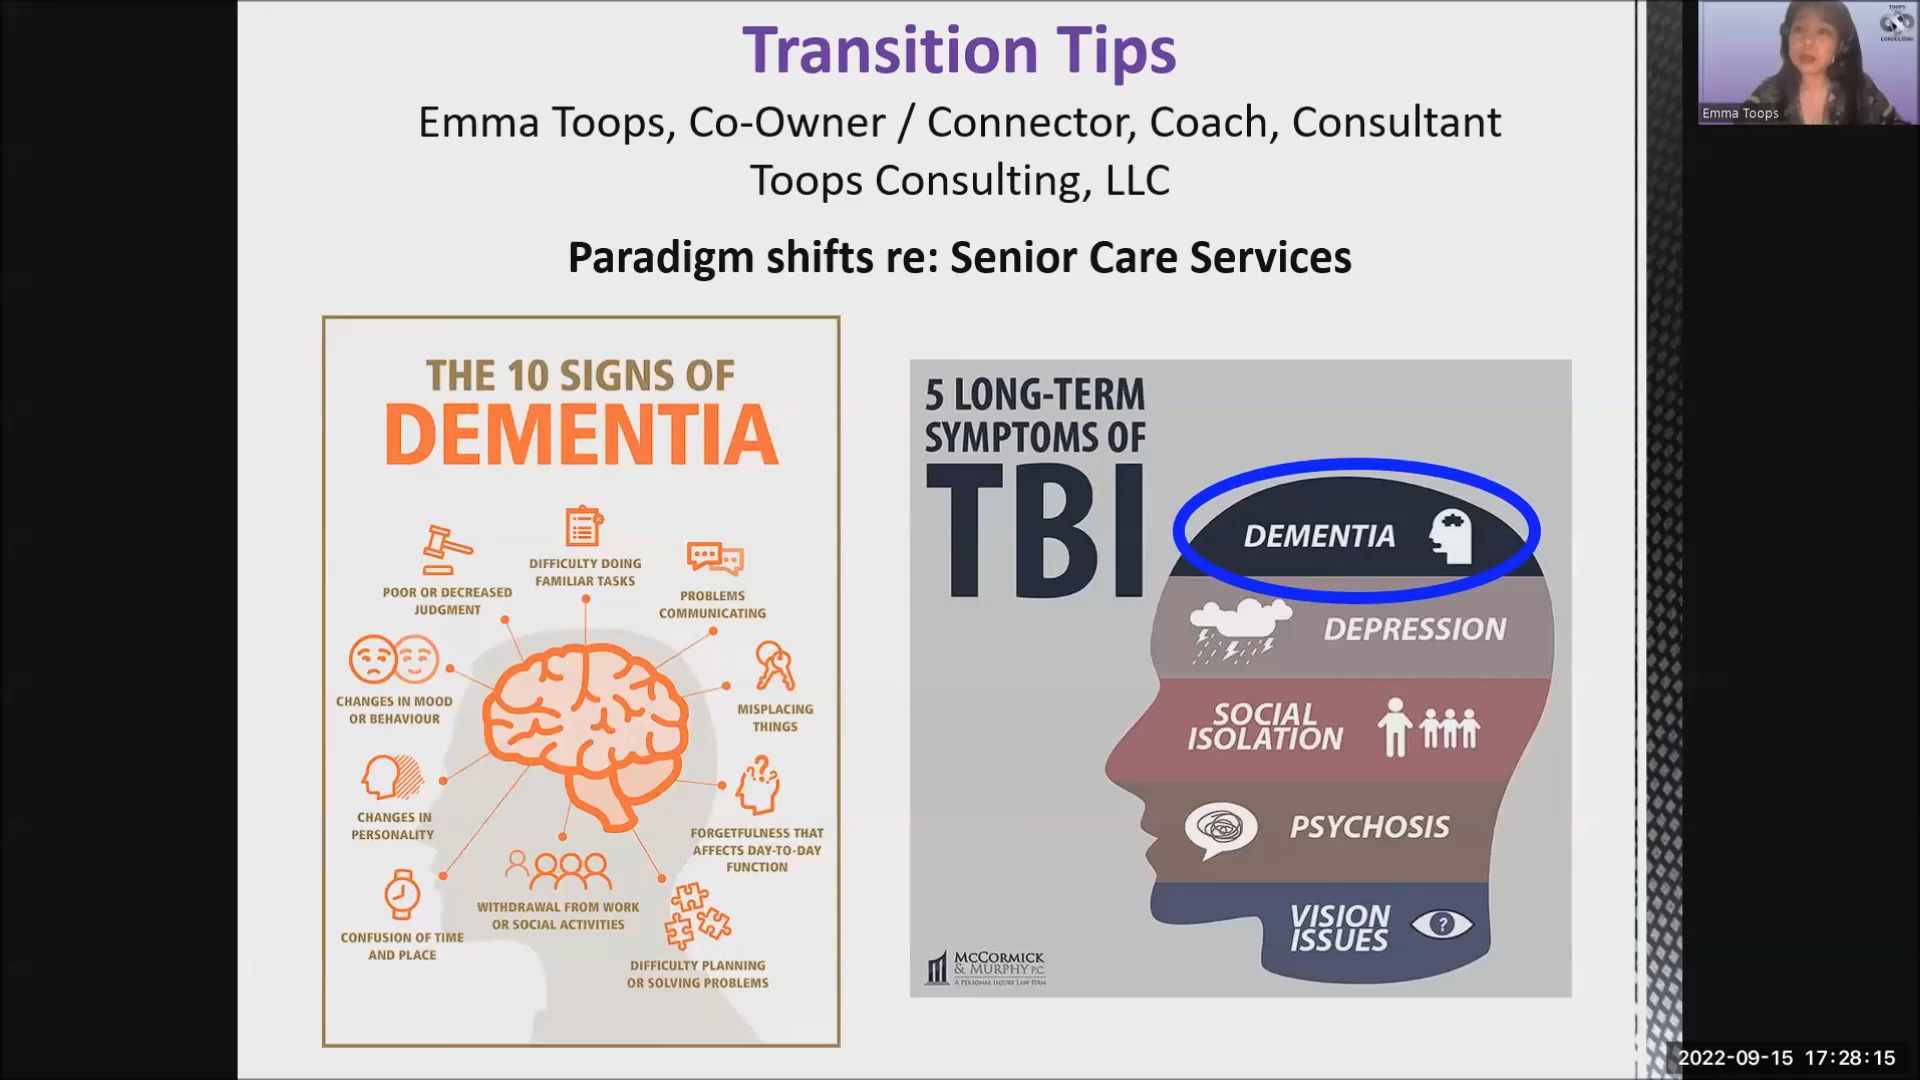 Transition Tips
Emma Toops, Co-Owner / Connector, Coach, Consultant
Toops Consulting, LLC
Paradigm shifts re: Senior Care Services
THE 10 SIGNS OF
DEMENTIA
POOR OR DECREASED
JUDGMENT
DIFFICULTY DOING
FAMILIAR TASKS
PROBLEMS
COMMUNICATING
CHANGES IN MOOD
OR BEHAVIOUR
MISPLACING
THINGS
CHANGES IN
PERSONALITY
FORGETFULNESS THAT
AFFECTS DAY-TO-DAY
FUNCTION
CONFUSION OF TIME
AND PLACE
WITHDRAWAL FROM WORK
OR SOCIAL ACTIVITIES
DIFFICULTY PLANNING
OR SOLVING PROBLEMS
5 LONG-TERM
SYMPTOMS OF
TBI
DEMENTIA
DEPRESSION
SOCIAL
ISOLATION
PSYCHOSIS
VISION
ISSUES
?
MCCORMICK
& MURPHY P.C.
A PERSONAL INJURY LAW FIRM
TOOPS
CONSULTING
Emma Toops
2022-09-15 17:28:15